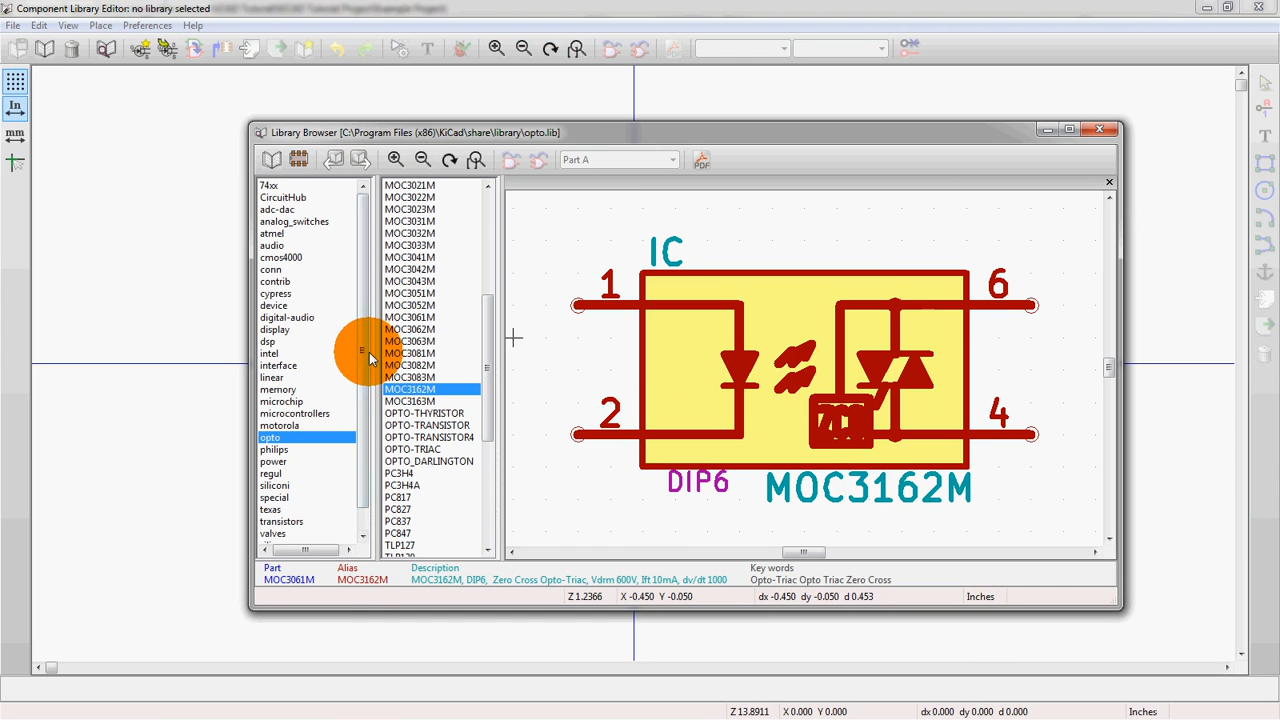 Component Library Editor: no library selected
File Edit View Place Preferences Help
In
mm
Library Browser [C:\Program Files (x86)\KiCad\share\library\opto.lib]
Part A
PDF
74xx
CircuitHub
adc-dac
analog_switches
atmel
audio
cmos4000
conn
contrib
cypress
device
digital-audio
display
dsp
intel
interface
linear
memory
microchip
microcontrollers
motorola
opto
philips
power
regul
siliconi
special
texas
transistors
valves
MOC3021M
MOC3022M
MOC3023M
MOC3031M
MOC3032M
MOC3033M
MOC3041M
MOC3042M
MOC3043M
MOC3051M
MOC3052M
MOC3061M
MOC3062M
MOC3063M
MOC3081M
MOC3082M
MOC3083M
MOC3162M
MOC3163M
OPTO-THYRISTOR
OPTO-TRANSISTOR
OPTO-TRANSISTOR4
OPTO-TRIAC
OPTO_DARLINGTON
PC3H4
PC3H4A
PC817
PC827
PC837
PC847
TLP127
IC
1 6
2 4
ZCC
DIP6 MOC3162M
Part Alias Description Key words
MOC3061M MOC3162M MOC3162M, DIP6, Zero Cross Opto-Triac, Vdrm 600V, Ift 10mA, dv/dt 1000 Opto-Triac Opto Triac Zero Cross
Z 1.2366 X -0.450 Y -0.050 dx -0.450 dy -0.050 d 0.453 Inches
Z 13.8911 X 0.000 Y 0.000 dx 0.000 dy 0.000 d 0.000 Inches